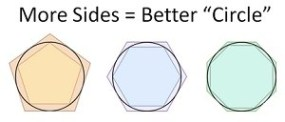 More Sides = Better “Circle”